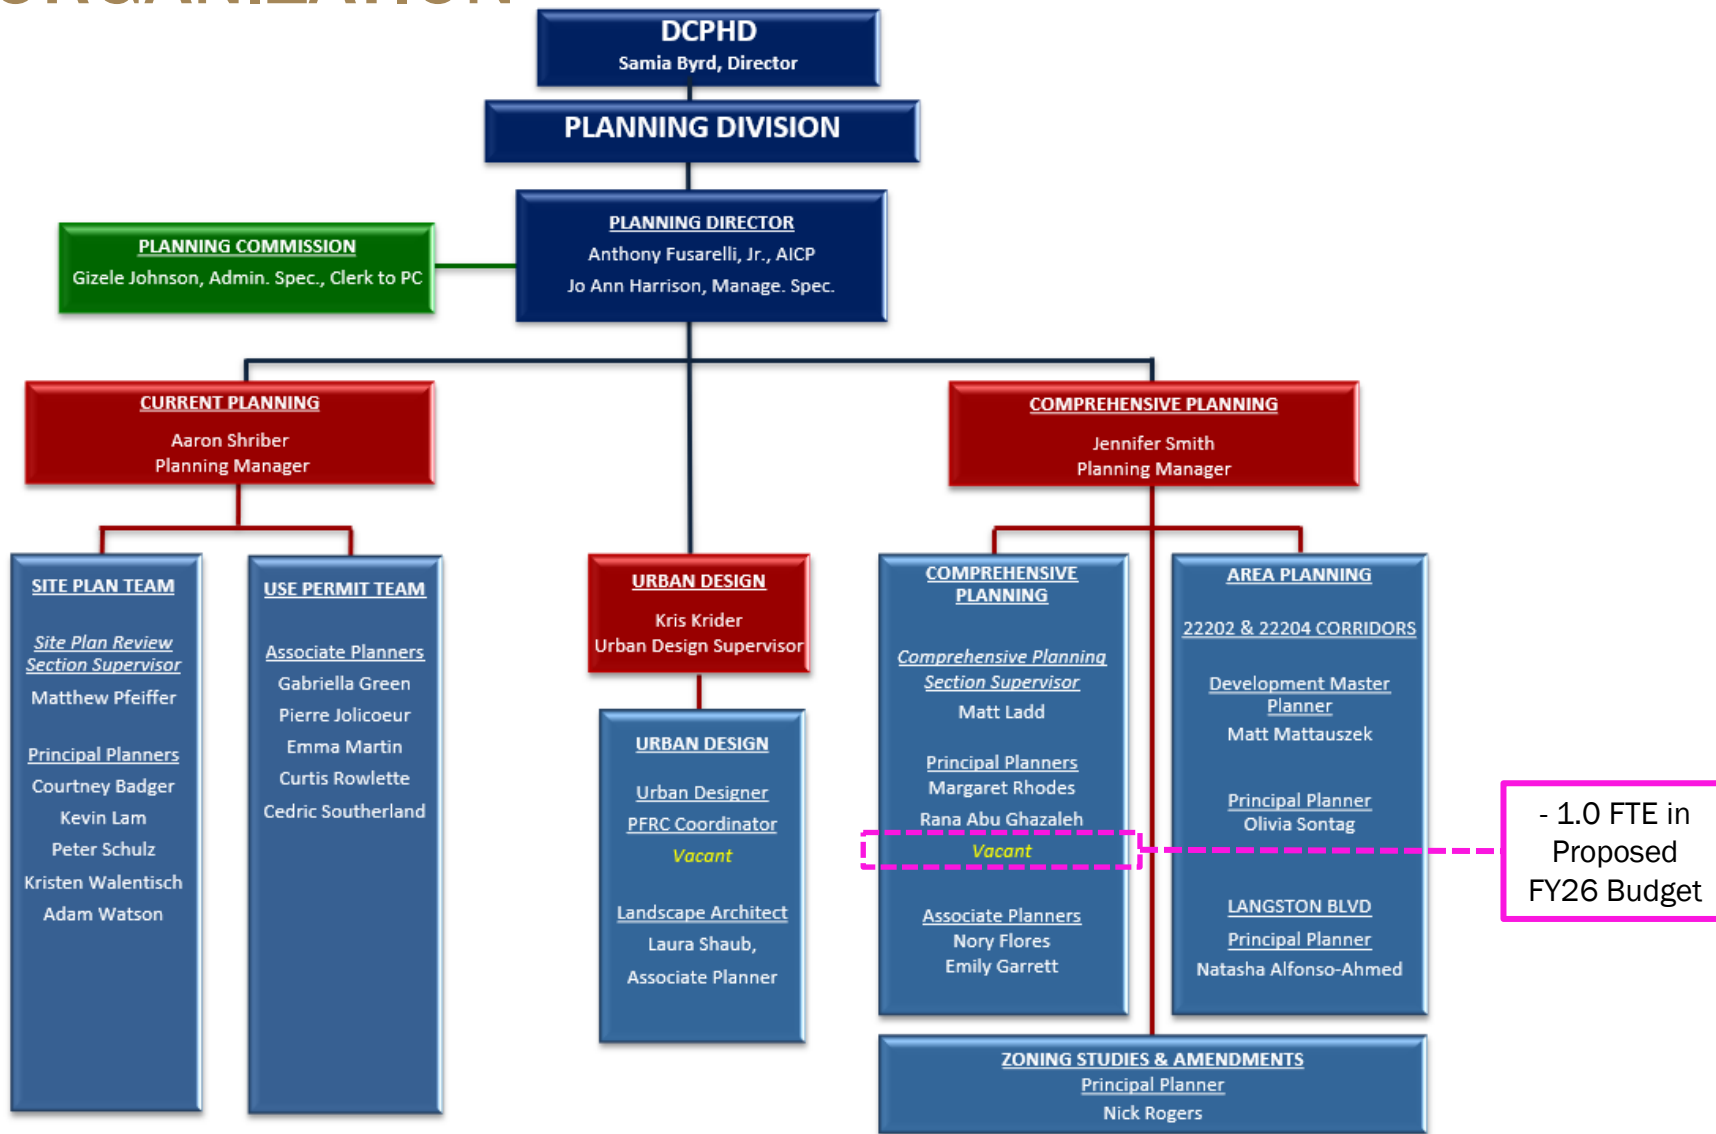 ORGANIZATION
DCPHD
Samia Byrd, Director
PLANNING DIVISION
PLANNING DIRECTOR
Anthony Fusarelli, Jr., AICP
Jo Ann Harrison, Manage. Spec.
PLANNING COMMISSION
Gizele Johnson, Admin. Spec., Clerk to PC
CURRENT PLANNING
Aaron Shriber
Planning Manager
COMPREHENSIVE PLANNING
Jennifer Smith
Planning Manager
SITE PLAN TEAM
Site Plan Review
Section Supervisor
Matthew Pfeiffer
Principal Planners
Courtney Badger
Kevin Lam
Peter Schulz
Kristen Walentisch
Adam Watson
USE PERMIT TEAM
Associate Planners
Gabriella Green
Pierre Jolicoeur
Emma Martin
Curtis Rowlette
Cedric Southerland
URBAN DESIGN
Kris Krider
Urban Design Supervisor
URBAN DESIGN
Urban Designer
PFRC Coordinator
Vacant
Landscape Architect
Laura Shaub,
Associate Planner
COMPREHENSIVE
PLANNING
Comprehensive Planning
Section Supervisor
Matt Ladd
Principal Planners
Margaret Rhodes
Rana Abu Ghazaleh
Vacant
Associate Planners
Nory Flores
Emily Garrett
AREA PLANNING
22202 & 22204 CORRIDORS
Development Master
Planner
Matt Mattauszek
Principal Planner
Olivia Sontag
LANGSTON BLVD
Principal Planner
Natasha Alfonso-Ahmed
ZONING STUDIES & AMENDMENTS
Principal Planner
Nick Rogers
- 1.0 FTE in
Proposed
FY26 Budget